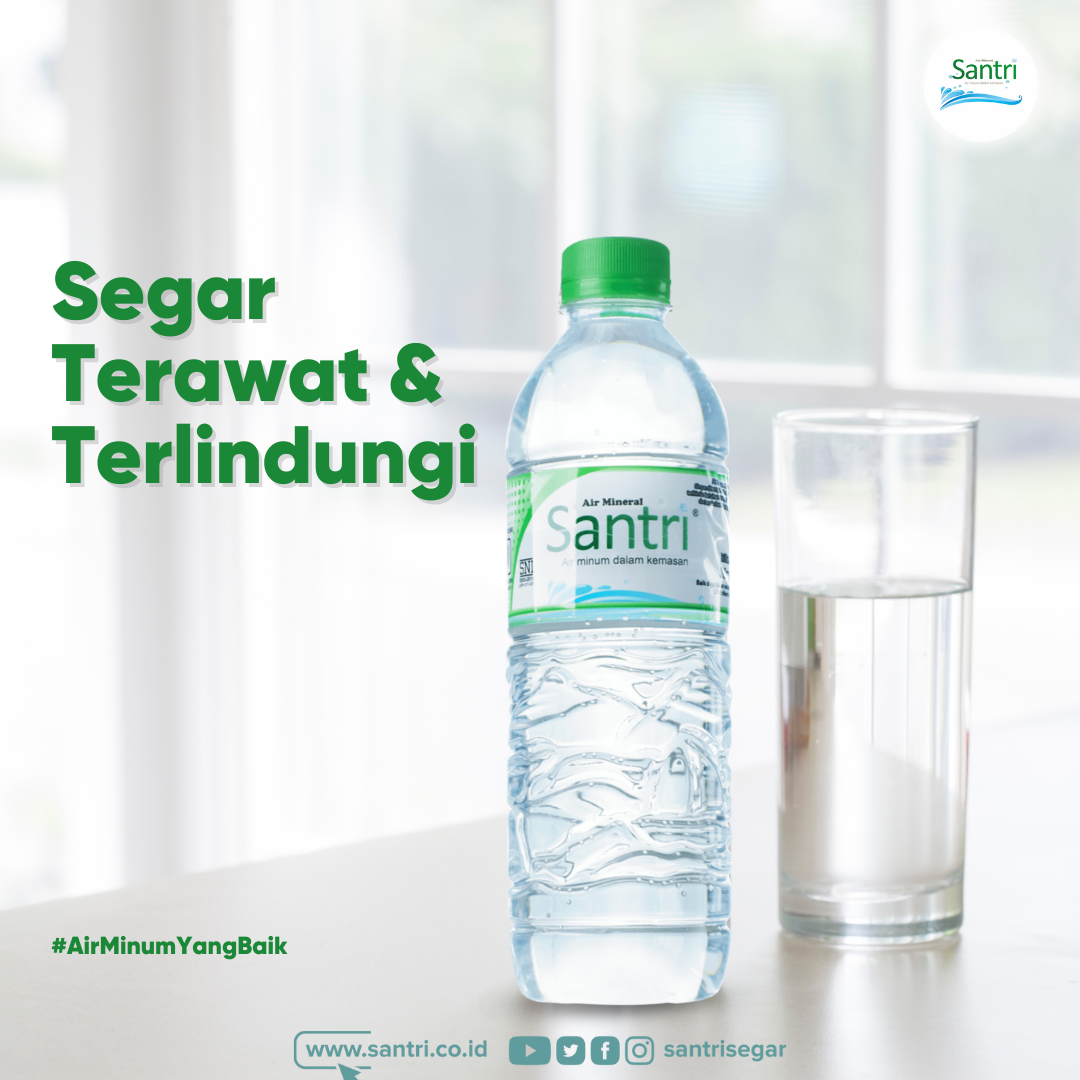 Santri
Segar
Terawat &
Terlindungi
Air Mineral
Santri®
Air minum dalam kemasan
SNI
#AirMinumYangBaik
www.santri.co.id
santrisegar